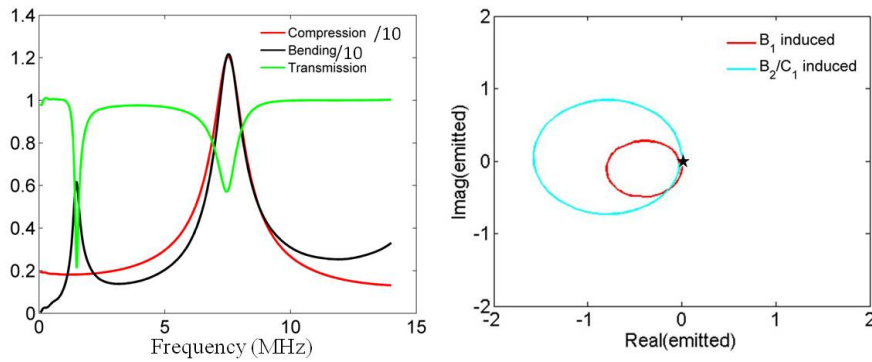 1.4
1.2
1
0.8
0.6
0.4
0.2
0
0
5
10
15
Frequency (MHz)
Compression /10
Bending/10
Transmission
2
1
0
-1
-2
-2
-1
0
1
2
Imag(emitted)
Real(emitted)
B₁ induced
B₂/C₁ induced